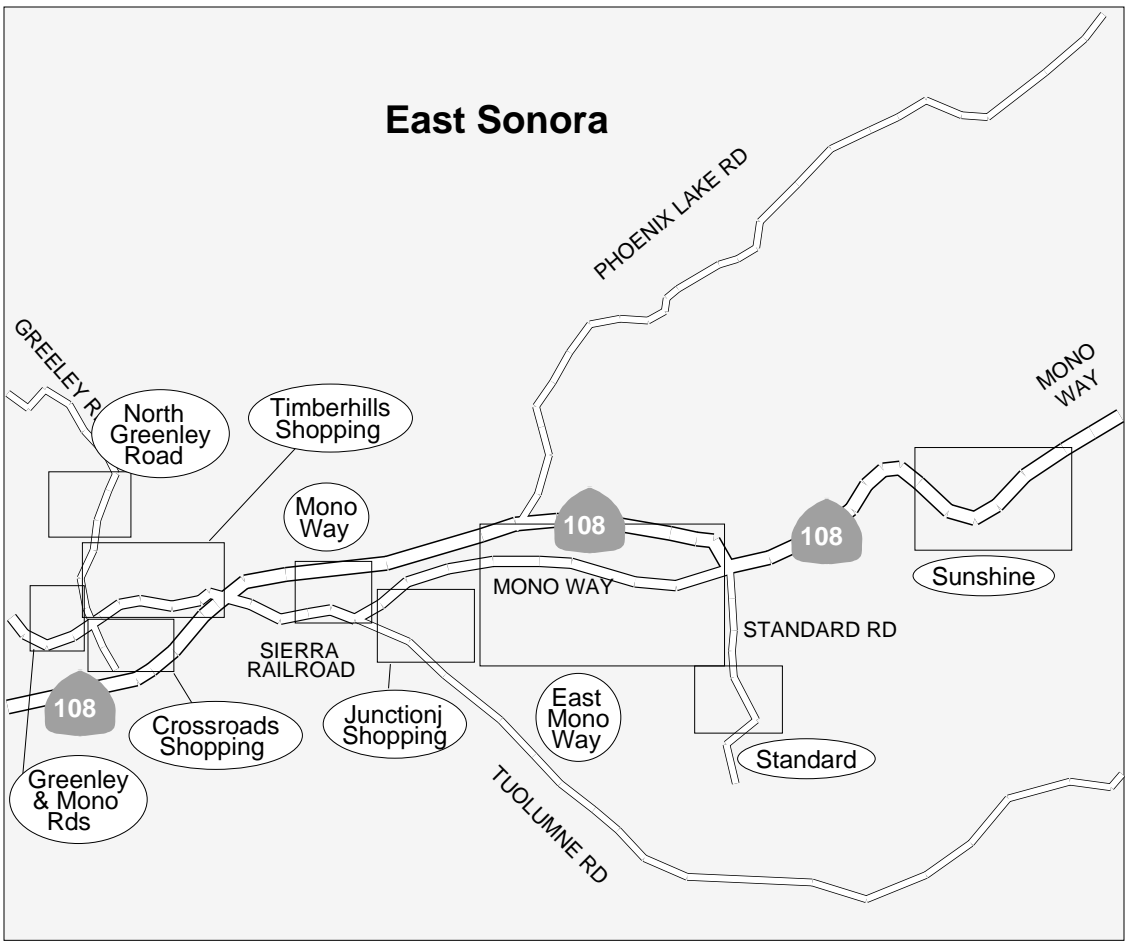 East Sonora
PHOENIX LAKE RD
GREELEY R
MONO
WAY
North
Greenley
Road
Timberhills
Shopping
Mono
Way
108
108
Sunshine
MONO WAY
STANDARD RD
SIERRA
RAILROAD
108
Crossroads
Shopping
Junctionj
Shopping
East
Mono
Way
Standard
Greenley
& Mono
Rds
TUOLUMNE RD